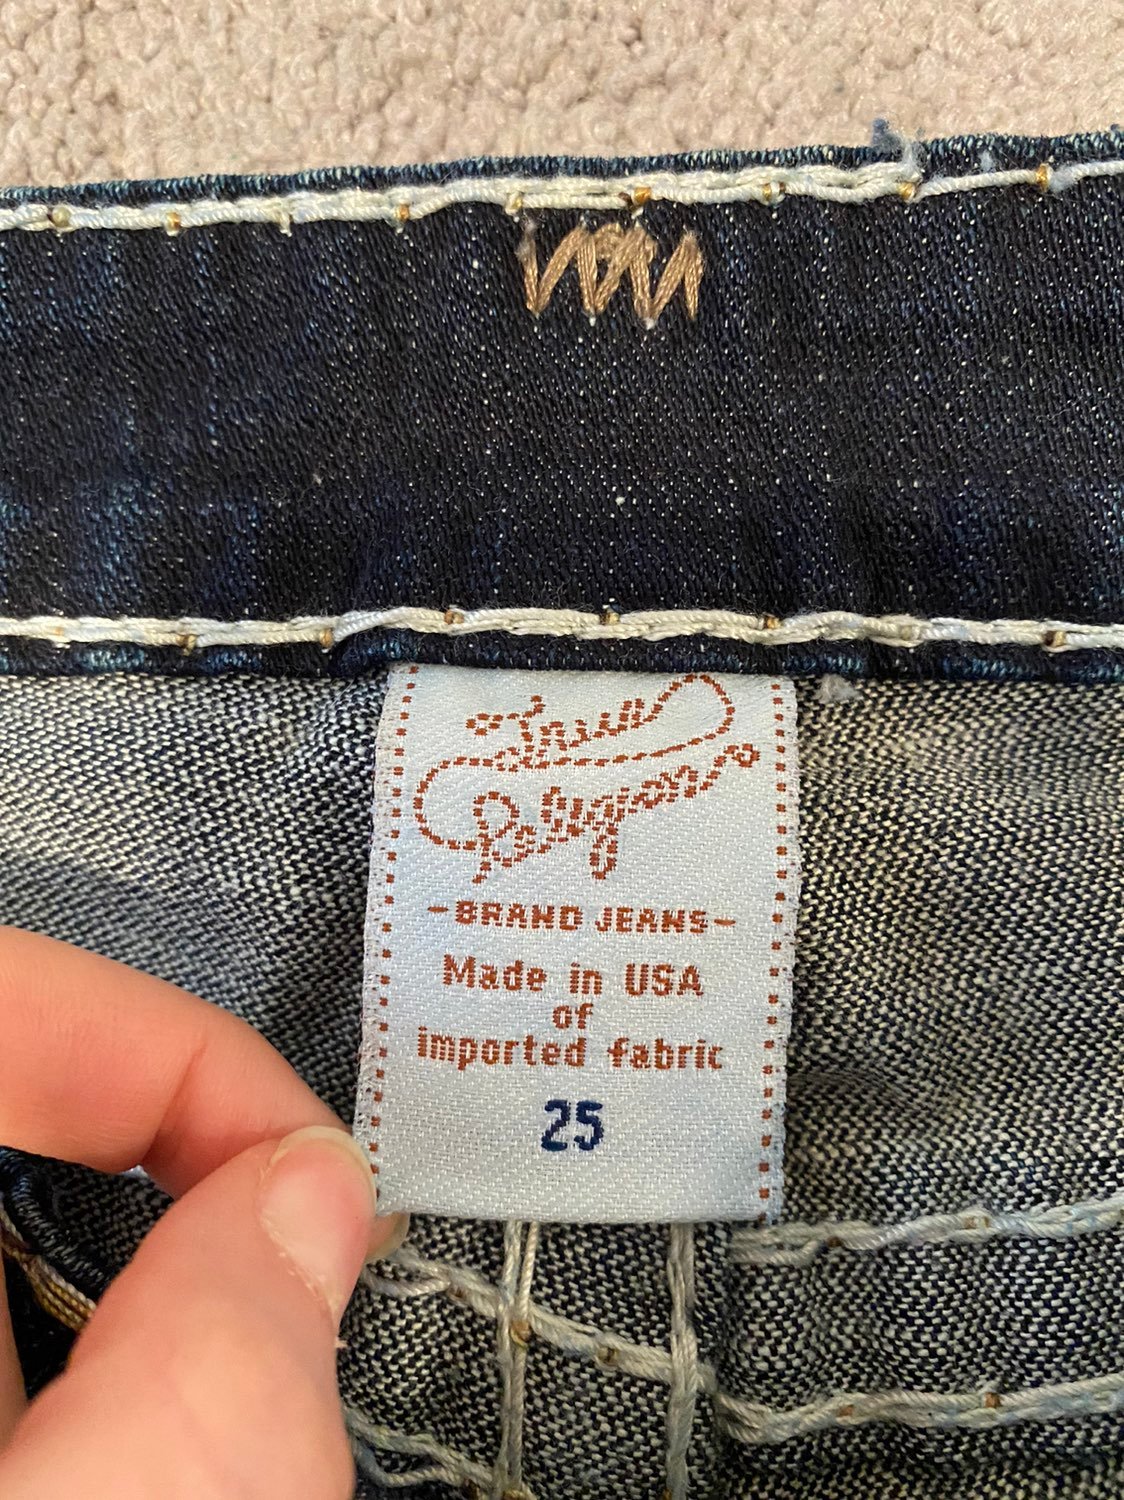 True
Religion
-BRAND JEANS-
Made in USA
of
imported fabric
25